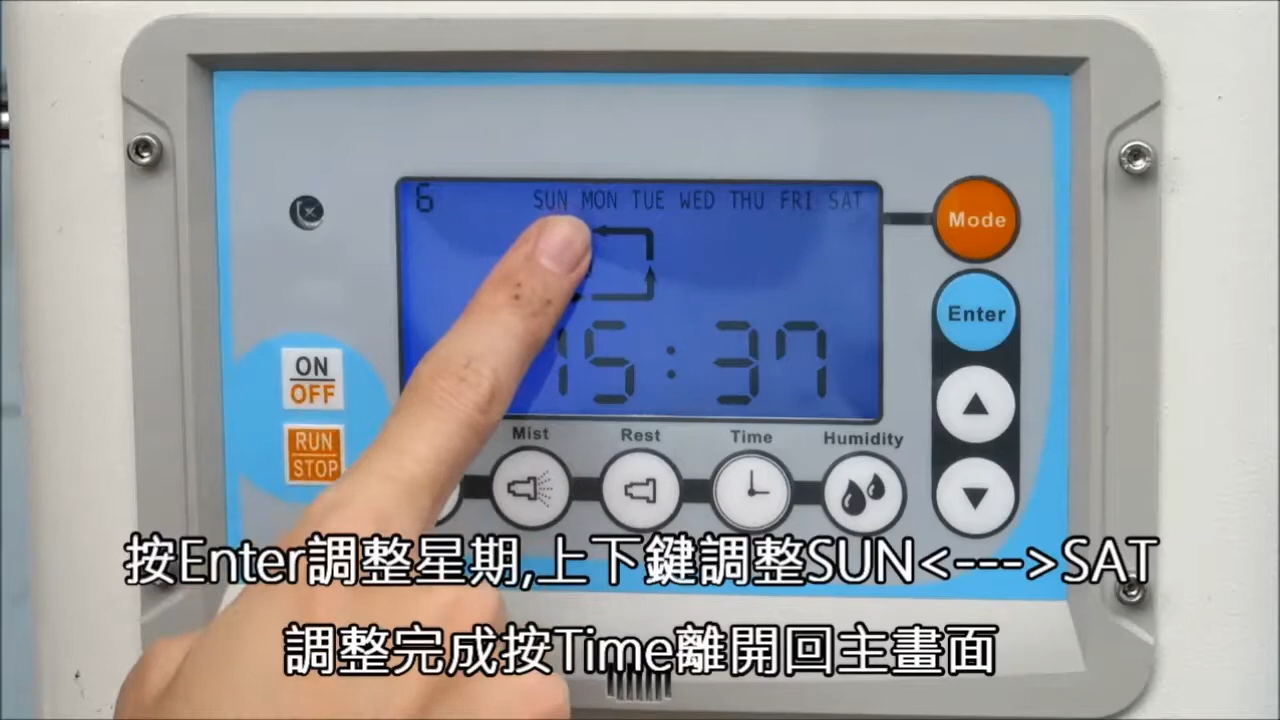 6 SUN MON TUE WED THU FRI SAT
Mode
Enter
15:37
ON
OFF
RUN
STOP
Mist Rest Time Humidity
按Enter調整星期,上下鍵調整SUN<--->SAT
調整完成按Time離開回主畫面